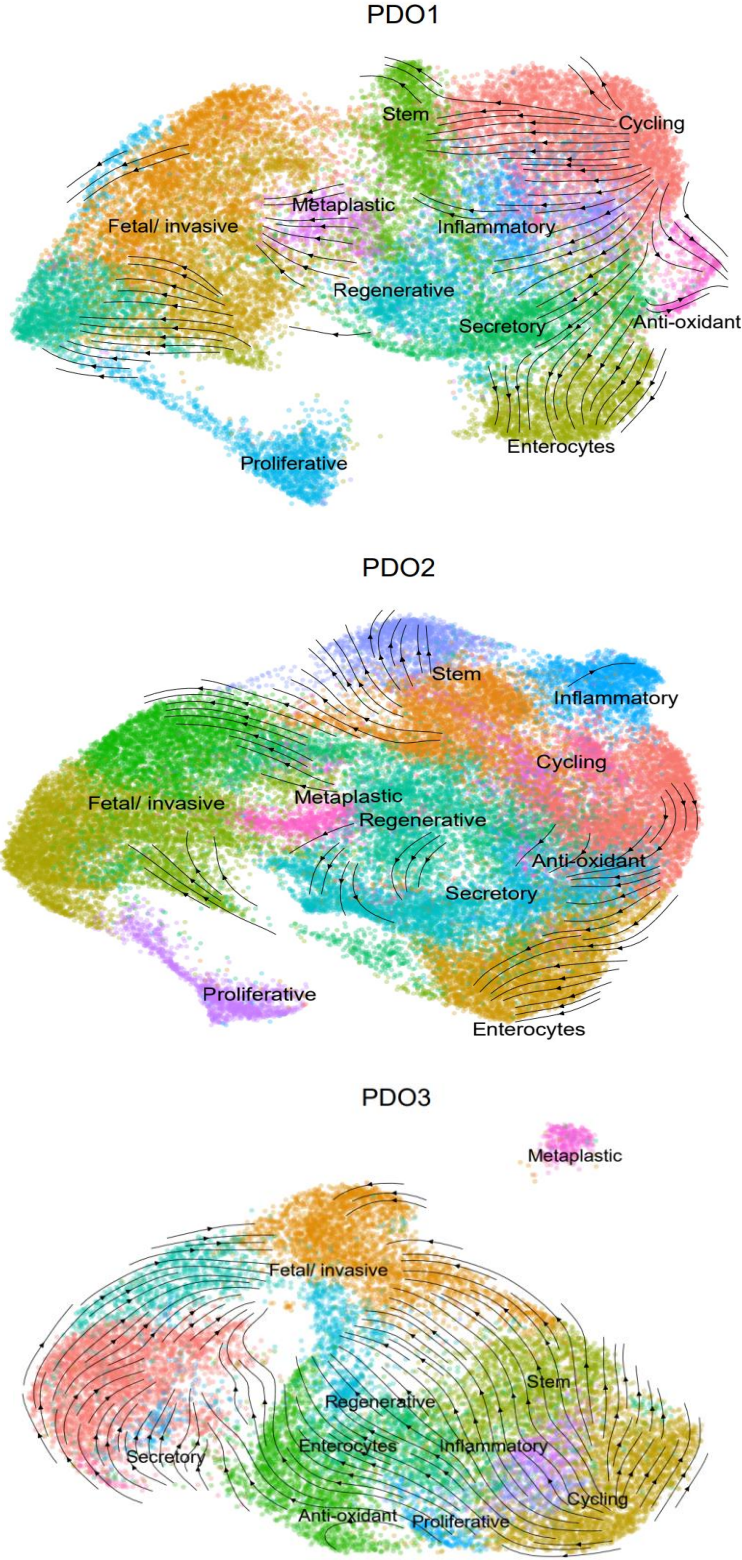 PDO1
Stem
Cycling
Metaplastic
Fetal/ invasive
Inflammatory
Regenerative
Secretory
Anti-oxidant
Enterocytes
Proliferative
PDO2
Stem
Inflammatory
Cycling
Metaplastic
Fetal/ invasive
Regenerative
Anti-oxidant
Secretory
Proliferative
Enterocytes
PDO3
Metaplastic
Fetal/ invasive
Stem
Regenerative
Enterocytes
Inflammatory
Secretory
Cycling
Anti-oxidant
Proliferative